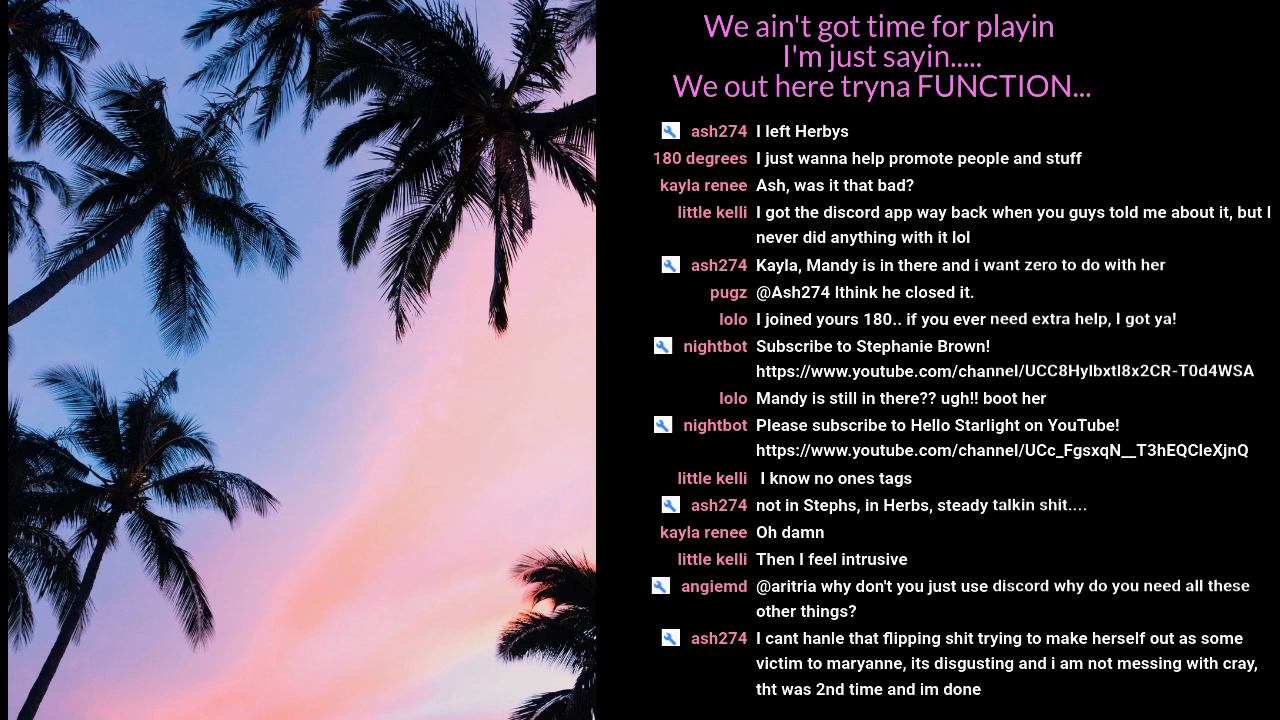 We ain't got time for playin
I'm just sayin.....
We out here tryna FUNCTION...
ash274 I left Herbys
180 degrees I just wanna help promote people and stuff
kayla renee Ash, was it that bad?
little kelli I got the discord app way back when you guys told me about it, but I
never did anything with it lol
ash274 Kayla, Mandy is in there and i want zero to do with her
pugz @Ash274 Ithink he closed it.
lolo I joined yours 180.. if you ever need extra help, I got ya!
nightbot Subscribe to Stephanie Brown!
https://www.youtube.com/channel/UCC8Hylbxtl8x2CR-T0d4WSA
lolo Mandy is still in there?? ugh!! boot her
nightbot Please subscribe to Hello Starlight on YouTube!
https://www.youtube.com/channel/UCc_FgsxqN__T3hEQCleXjnQ
little kelli I know no ones tags
ash274 not in Stephs, in Herbs, steady talkin shit....
kayla renee Oh damn
little kelli Then I feel intrusive
angiemd @aritria why don't you just use discord why do you need all these
other things?
ash274 I cant hanle that flipping shit trying to make herself out as some
victim to maryanne, its disgusting and i am not messing with cray,
tht was 2nd time and im done